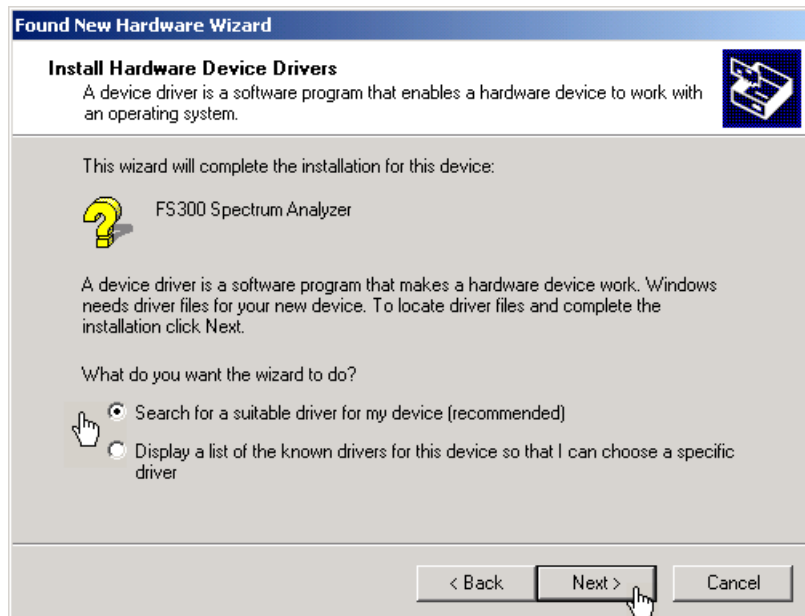 Found New Hardware Wizard
Install Hardware Device Drivers
A device driver is a software program that enables a hardware device to work with
an operating system.
This wizard will complete the installation for this device:
FS300 Spectrum Analyzer
A device driver is a software program that makes a hardware device work. Windows
needs driver files for your new device. To locate driver files and complete the
installation click Next.
What do you want the wizard to do?
Search for a suitable driver for my device (recommended)
Display a list of the known drivers for this device so that I can choose a specific
driver
< Back Next > Cancel